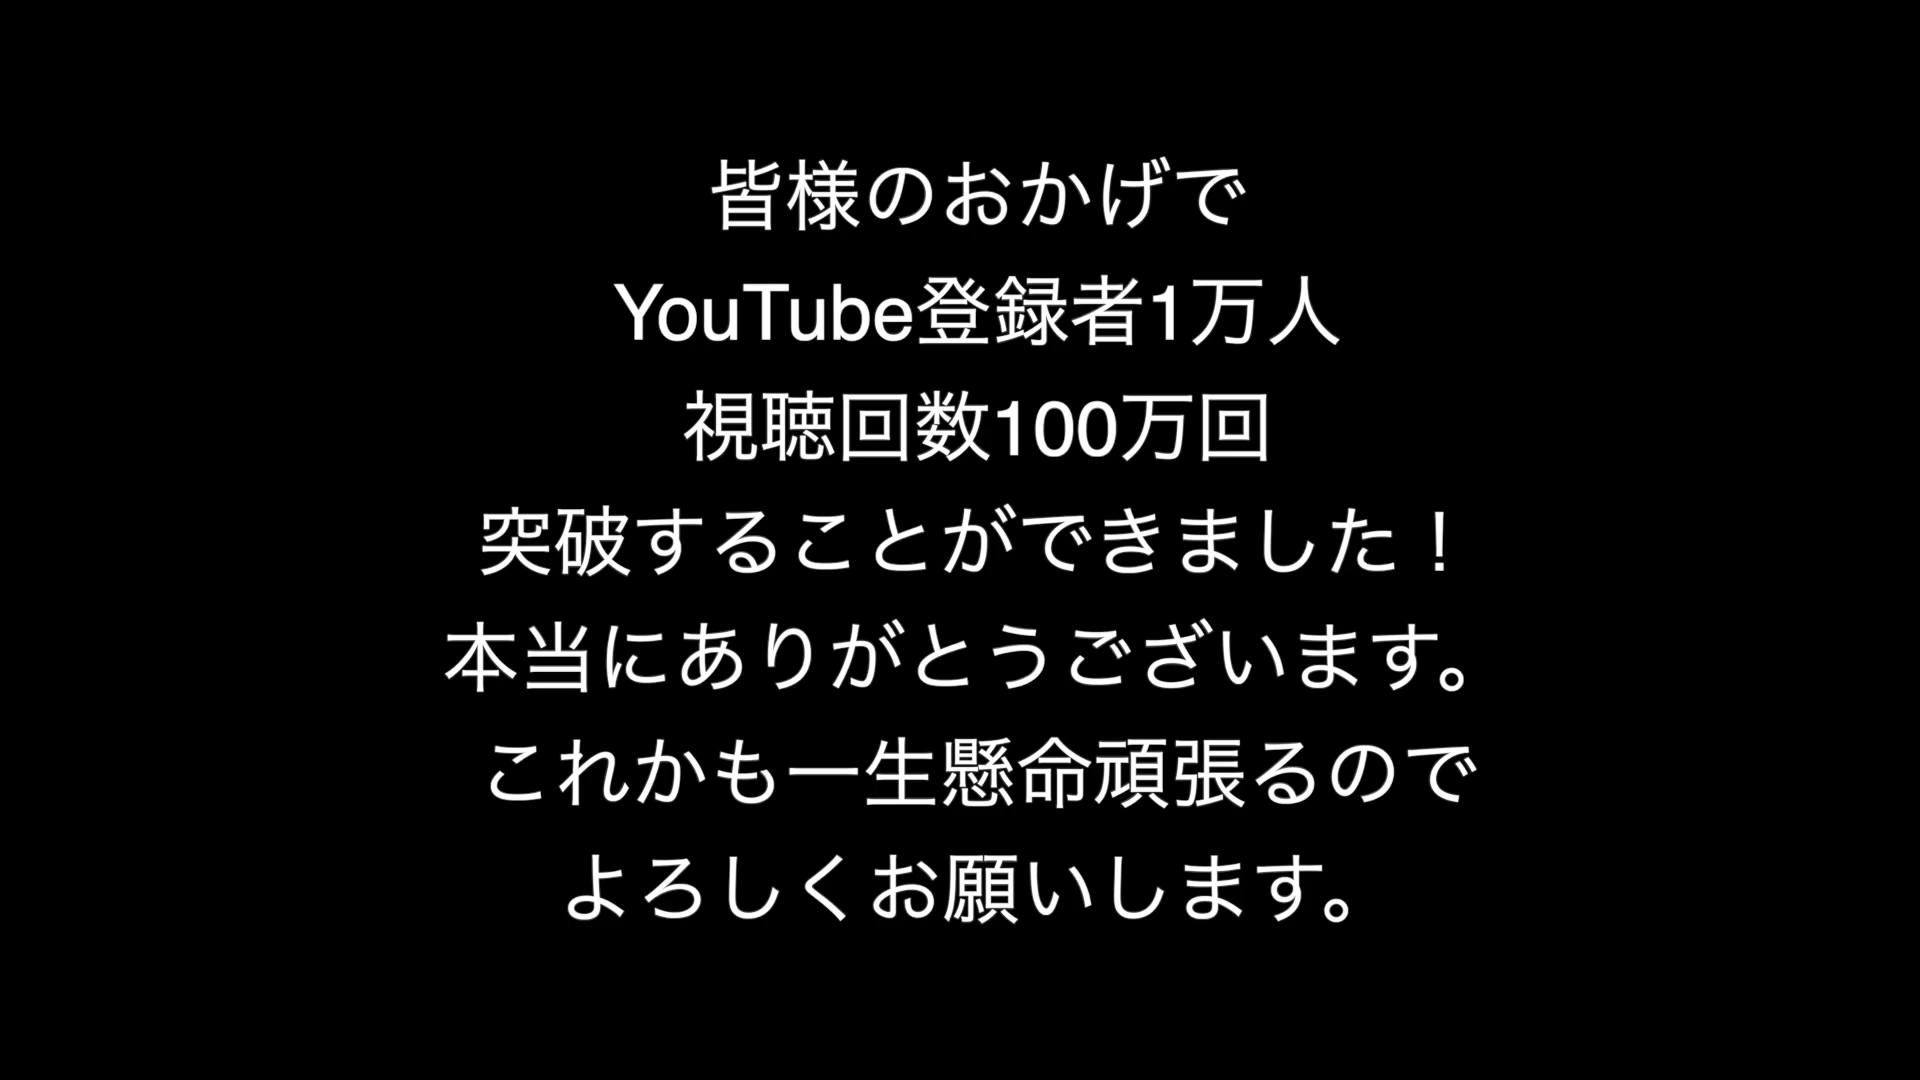 皆様のおかげで
YouTube登録者1万人
視聴回数100万回
突破することができました！
本当にありがとうございます。
これかも一生懸命頑張るので
よろしくお願いします。